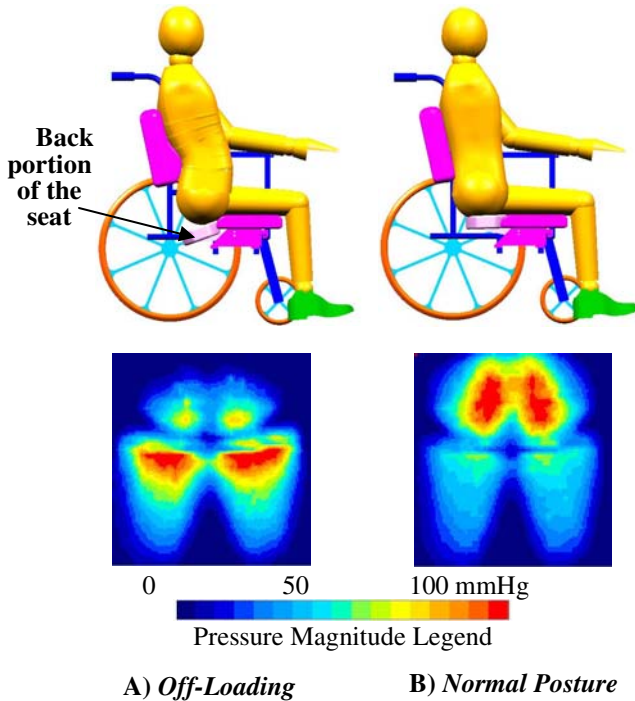 Back
portion
of the
seat
0 50 100 mmHg
Pressure Magnitude Legend
A) Off-Loading B) Normal Posture